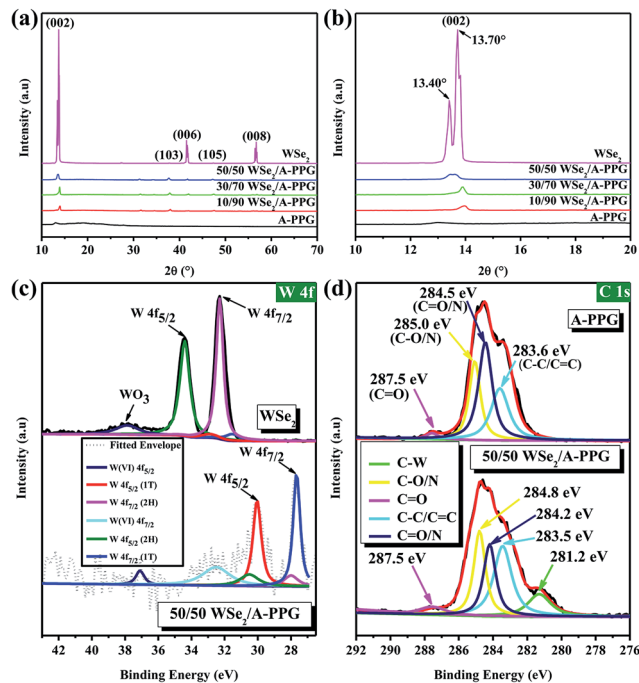 (a)
Intensity (a.u)
(002)
(006)
(008)
(103)
(105)
WSe₂
50/50 WSe₂/A-PPG
30/70 WSe₂/A-PPG
10/90 WSe₂/A-PPG
A-PPG
10 20 30 40 50 60 70
2θ (°)
(b)
Intensity (a.u)
(002)
13.70°
13.40°
WSe₂
50/50 WSe₂/A-PPG
30/70 WSe₂/A-PPG
10/90 WSe₂/A-PPG
A-PPG
10 12 14 16 18 20
2θ (°)
(c)
W 4f
Intensity (a.u)
W 4f5/2
W 4f7/2
WO₃
WSe₂
Fitted Envelope
W(VI) 4f5/2
W 4f5/2 (1T)
W 4f7/2 (2H)
W(VI) 4f7/2
W 4f5/2 (2H)
W 4f7/2 (1T)
W 4f7/2
W 4f5/2
50/50 WSe₂/A-PPG
42 39 36 33 30 28
Binding Energy (eV)
(d)
C 1s
Intensity (a.u)
A-PPG
284.5 eV
(C=O/N)
285.0 eV
(C-O/N)
283.6 eV
(C-C/C=C)
287.5 eV
(C=O)
50/50 WSe₂/A-PPG
C-W
C-O/N
C=O
C-C/C=C
C=O/N
284.8 eV
284.2 eV
283.5 eV
281.2 eV
287.5 eV
292 290 288 286 284 282 280 278 276
Binding Energy (eV)